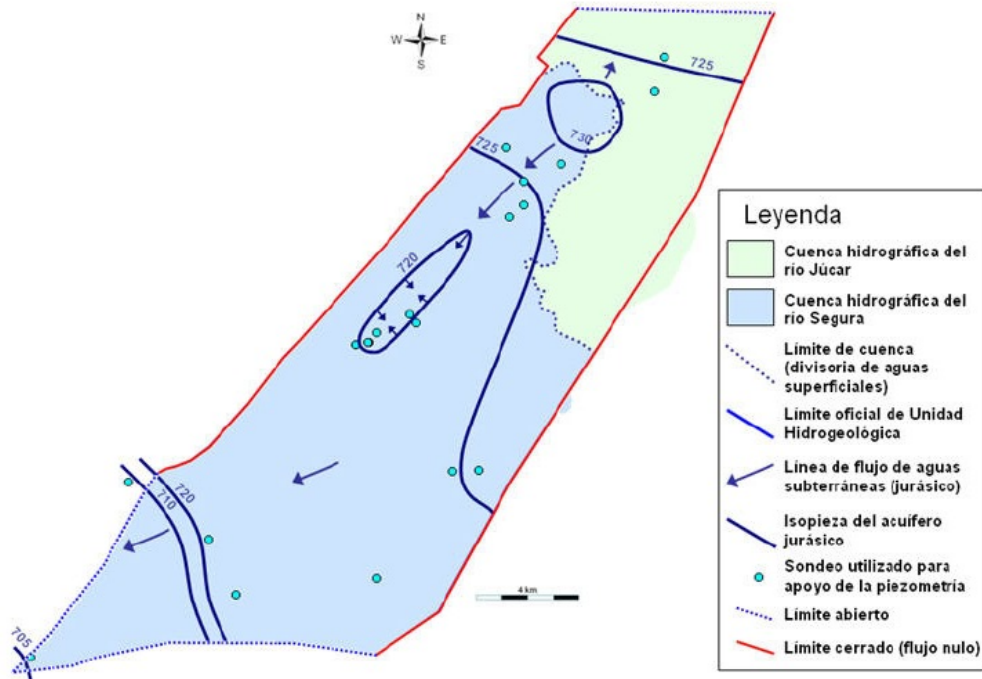 N
W E
S
725
730
725
720
720
710
705
4 km
Leyenda
Cuenca hidrográfica del
río Júcar
Cuenca hidrográfica del
río Segura
Límite de cuenca
(divisoria de aguas
superficiales)
Límite oficial de Unidad
Hidrogeológica
Línea de flujo de aguas
subterráneas (jurásico)
Isopieza del acuífero
jurásico
Sondeo utilizado para
apoyo de la piezometría
Límite abierto
Límite cerrado (flujo nulo)